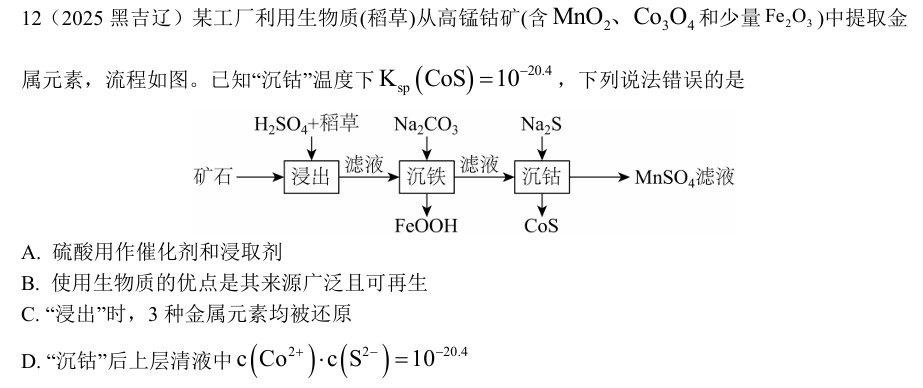 12（2025 黑吉辽）某工厂利用生物质(稻草)从高锰钴矿(含 MnO₂、Co₃O₄ 和少量 Fe₂O₃ )中提取金
属元素，流程如图。已知“沉钴”温度下 Kₛₚ(CoS)=10⁻²⁰·⁴ ，下列说法错误的是
H₂SO₄+稻草 Na₂CO₃ Na₂S
矿石 浸出 滤液 沉铁 滤液 沉钴 MnSO₄滤液
FeOOH CoS
A. 硫酸用作催化剂和浸取剂
B. 使用生物质的优点是其来源广泛且可再生
C. “浸出”时，3 种金属元素均被还原
D. “沉钴”后上层清液中 c(Co²⁺)·c(S²⁻)=10⁻²⁰·⁴